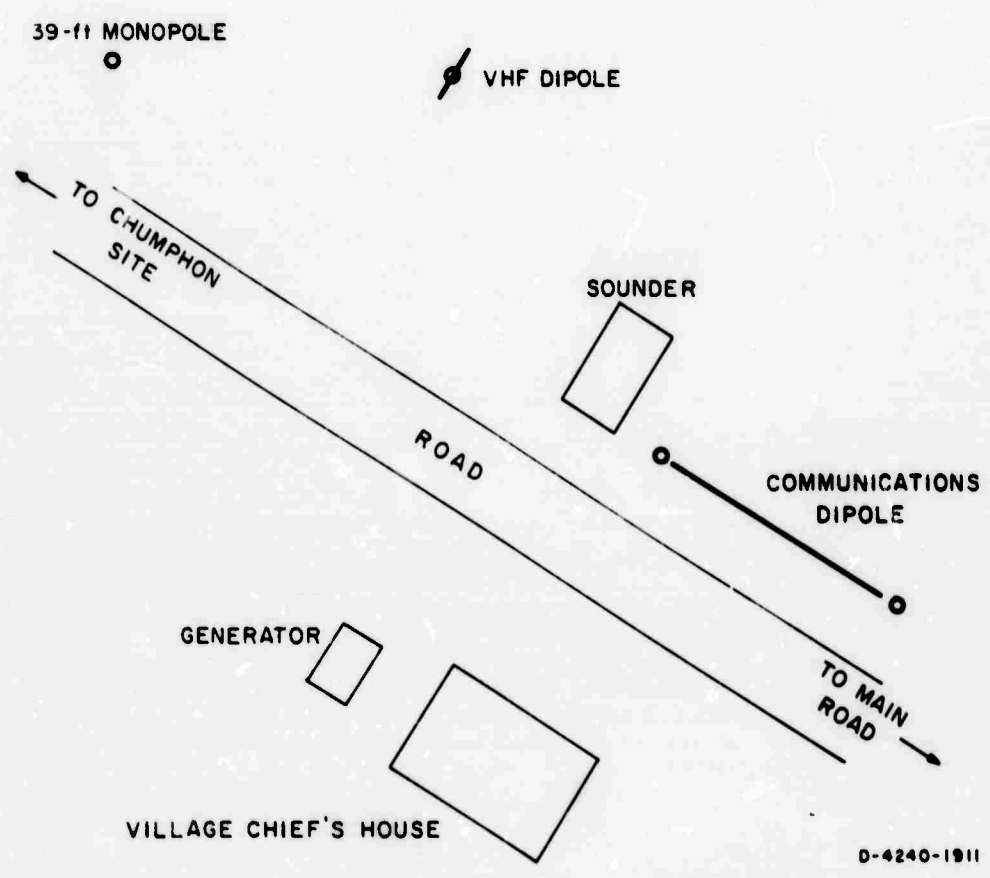 39-ft MONOPOLE
VHF DIPOLE
TO CHUMPHON
SITE
SOUNDER
ROAD
COMMUNICATIONS
DIPOLE
GENERATOR
TO MAIN
ROAD
VILLAGE CHIEF'S HOUSE
D-4240-1911